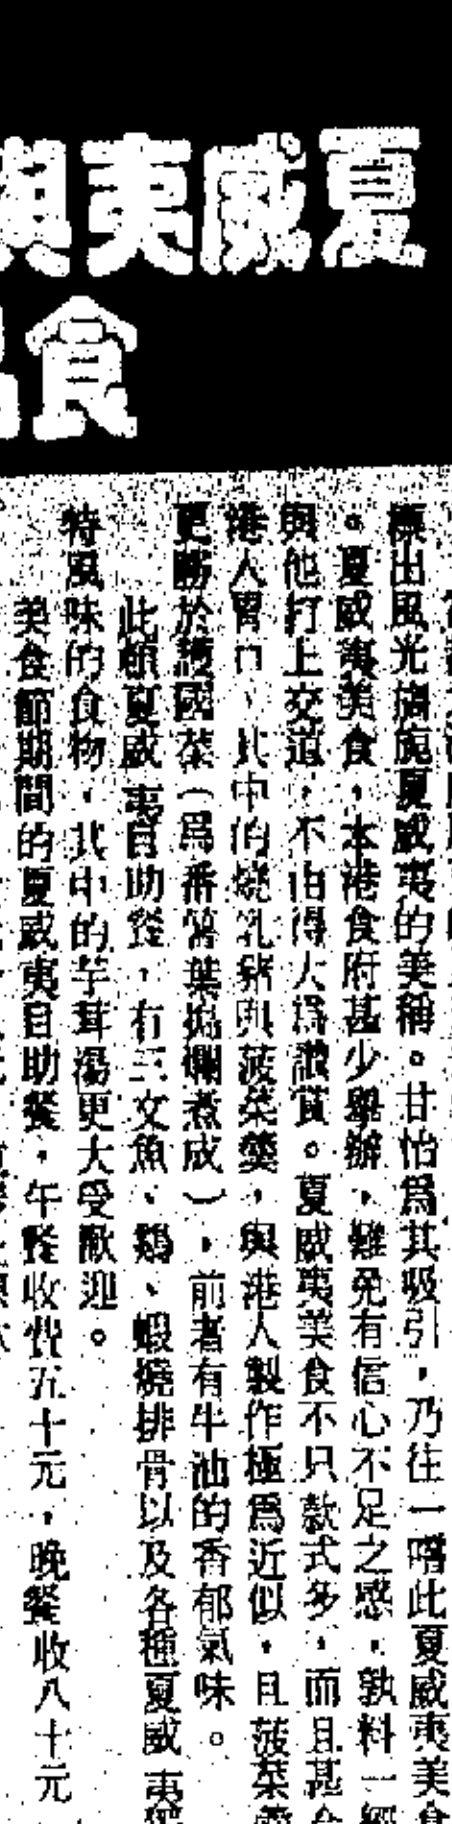 夏威夷與
食
標出風光旖旎夏威夷的美稱。甘怡爲其吸引，乃往一嚐此夏威夷美食
。夏威夷美食，本港食府甚少舉辦，難免有信心不足之感，孰料一經
與他打上交道，不由得大爲讚賞。夏威夷美食不只款式多，而且甚合
港人胃口，其中的燒乳豬與菠菜羹，與港人製作極爲近似，且菠菜羹
更勝於護國菜（爲番薯葉搗爛煮成），前者有牛油的香郁氣味。
此頓夏威夷自助餐，有三文魚、鷄、蝦燒排骨以及各種夏威夷獨
特風味的食物，其中的芋茸湯更大受歡迎。
美食節期間的夏威夷自助餐，午餐收費五十元，晚餐收八十元，